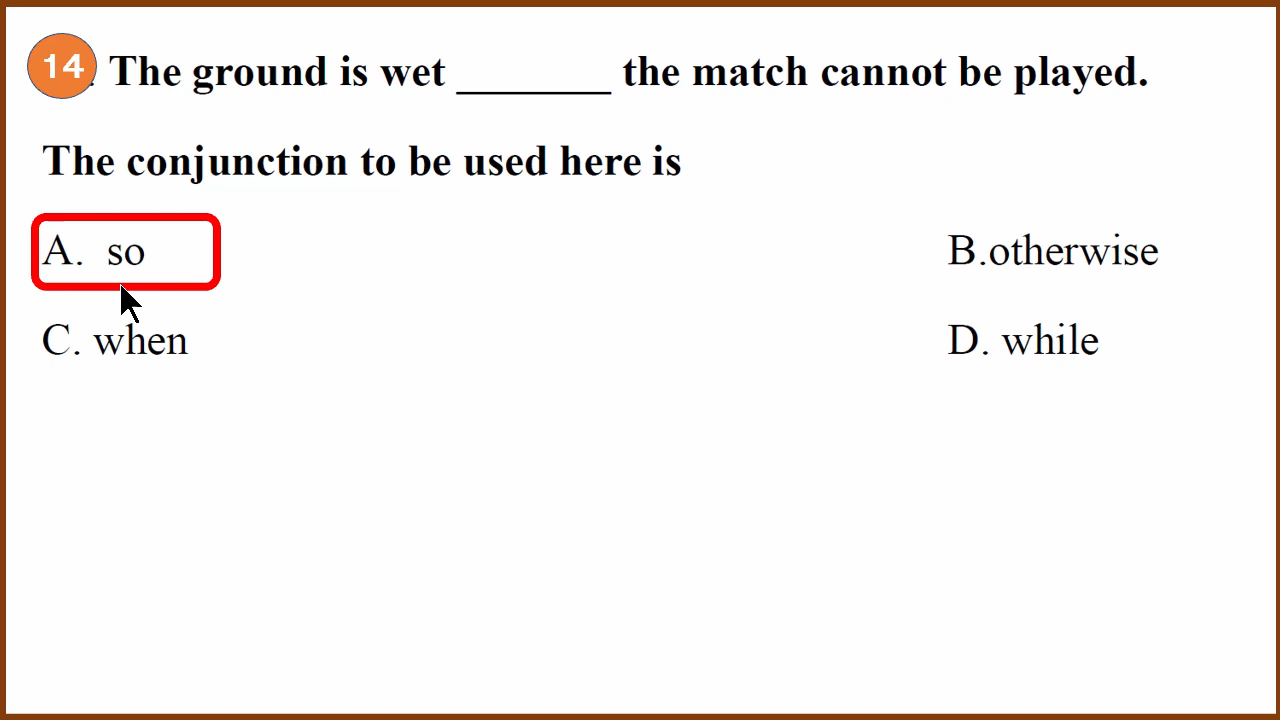 14. The ground is wet _______ the match cannot be played.
The conjunction to be used here is
A. so B.otherwise
C. when D. while